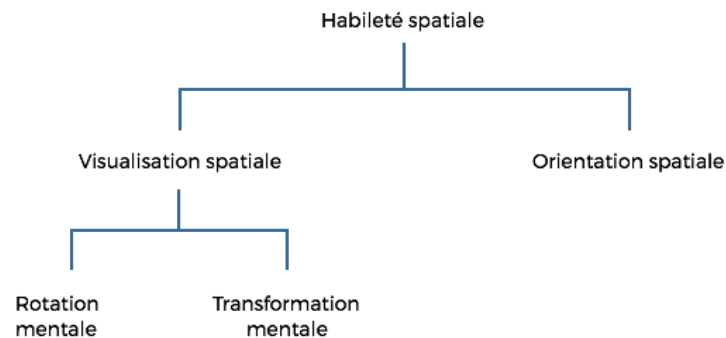 Habileté spatiale
Visualisation spatiale
Orientation spatiale
Rotation
mentale
Transformation
mentale